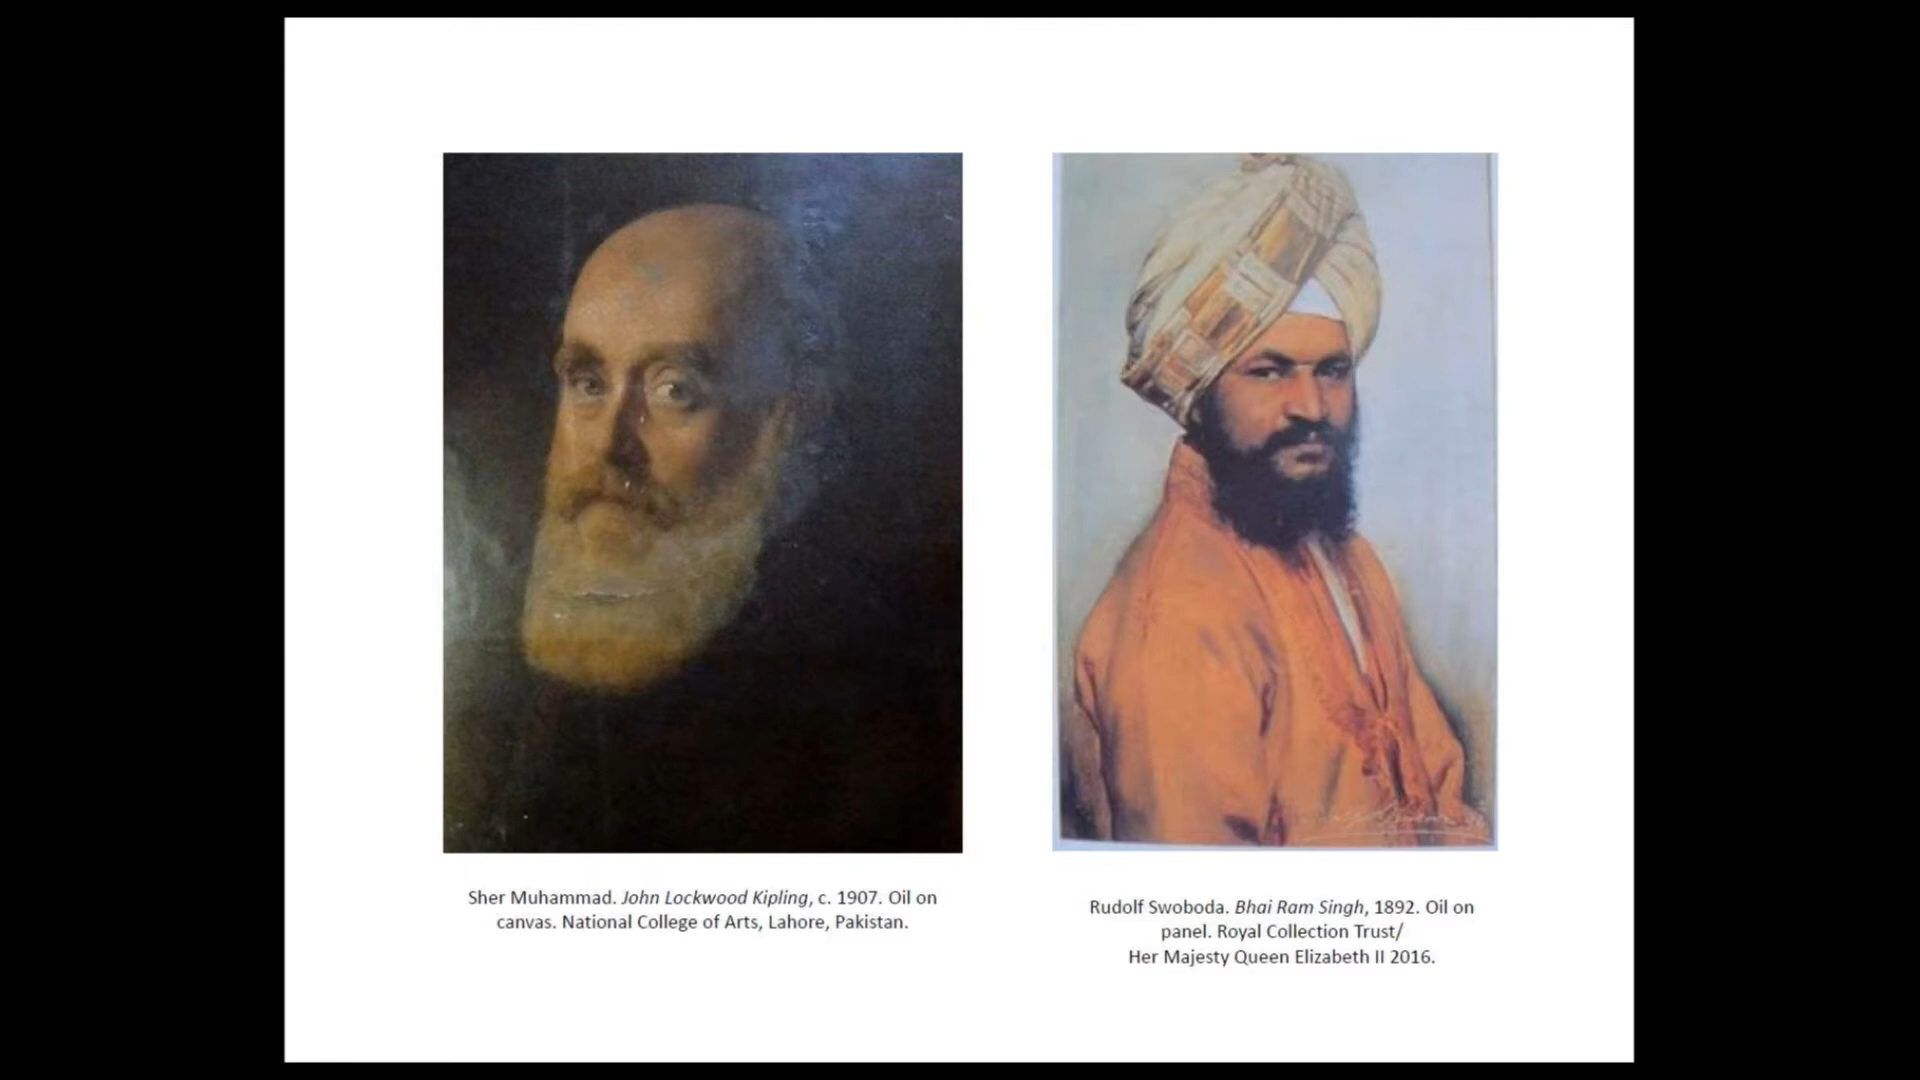 Sher Muhammad. John Lockwood Kipling, c. 1907. Oil on
canvas. National College of Arts, Lahore, Pakistan.
Rudolf Swoboda. Bhai Ram Singh, 1892. Oil on
panel. Royal Collection Trust/
Her Majesty Queen Elizabeth II 2016.